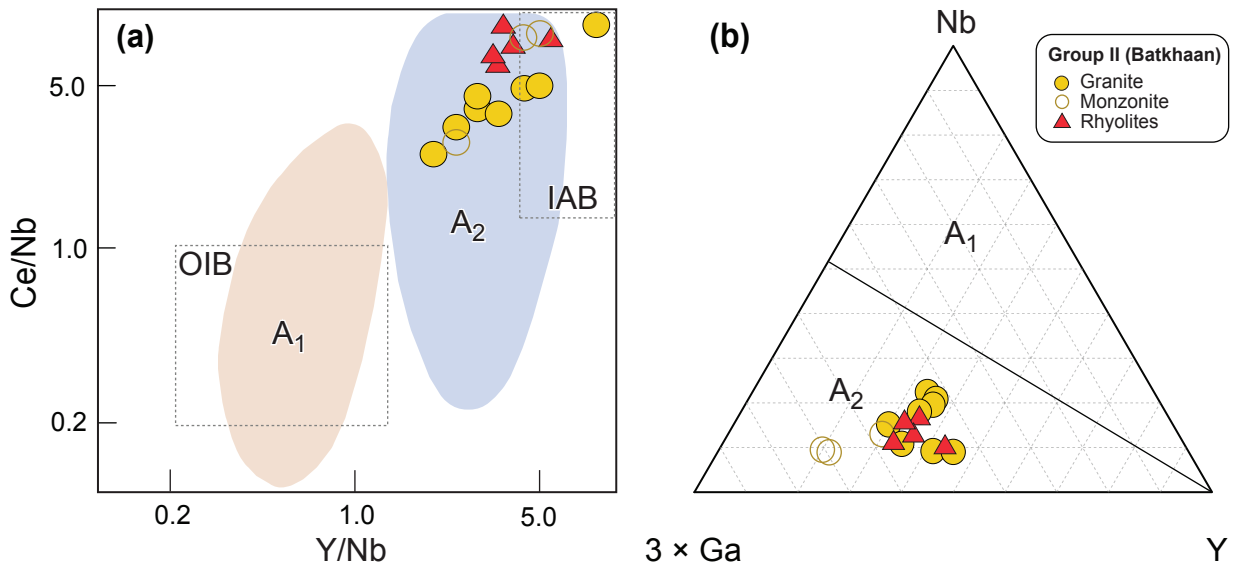 (a)
5.0
1.0
0.2
Ce/Nb
OIB
A1
A2
IAB
0.2
1.0
5.0
Y/Nb
(b)
Nb
Group II (Batkhaan)
Granite
Monzonite
Rhyolites
A1
A2
3 × Ga
Y